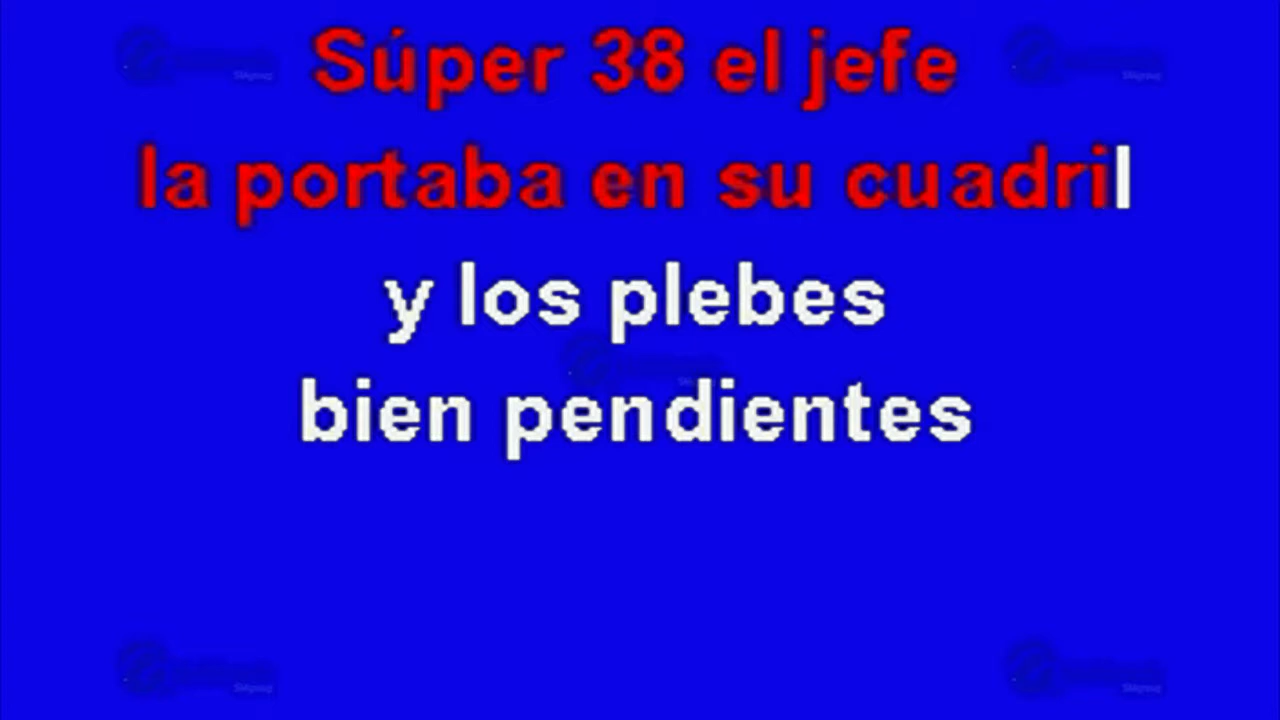 Súper 38 el jefe
la portaba en su cuadril
y los plebes
bien pendientes